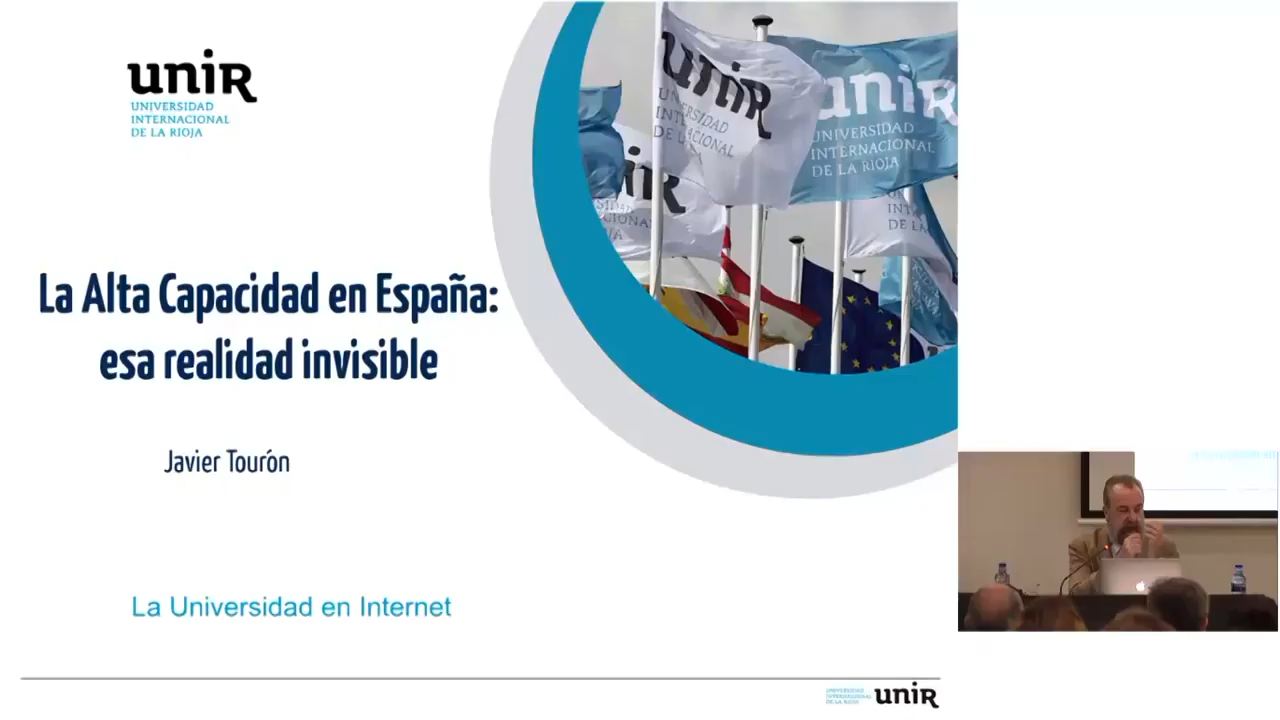 uniR
UNIVERSIDAD
INTERNACIONAL
DE LA RIOJA
uniR
UNIVERSIDAD
INTERNACIONAL
DE LA RIOJA
La Alta Capacidad en España:
esa realidad invisible
Javier Tourón
La Universidad en Internet
UNIVERSIDAD
INTERNACIONAL
DE LA RIOJA
uniR